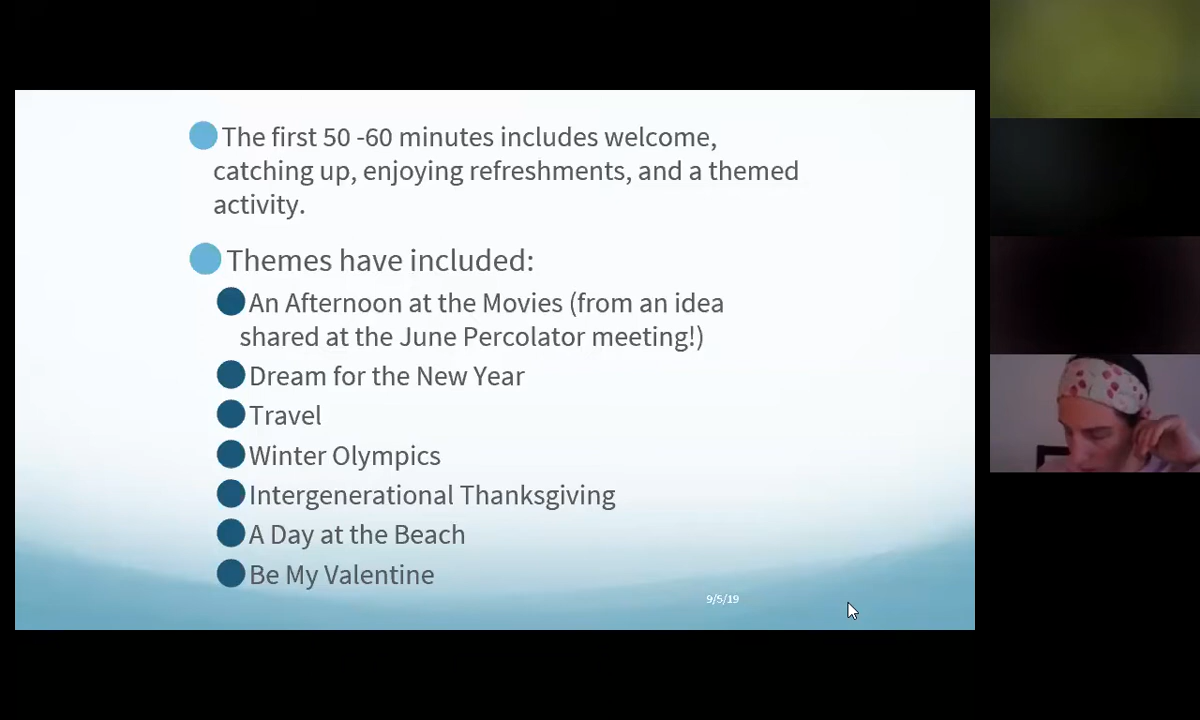 The first 50 -60 minutes includes welcome,
catching up, enjoying refreshments, and a themed
activity.
Themes have included:
An Afternoon at the Movies (from an idea
shared at the June Percolator meeting!)
Dream for the New Year
Travel
Winter Olympics
Intergenerational Thanksgiving
A Day at the Beach
Be My Valentine
9/5/19